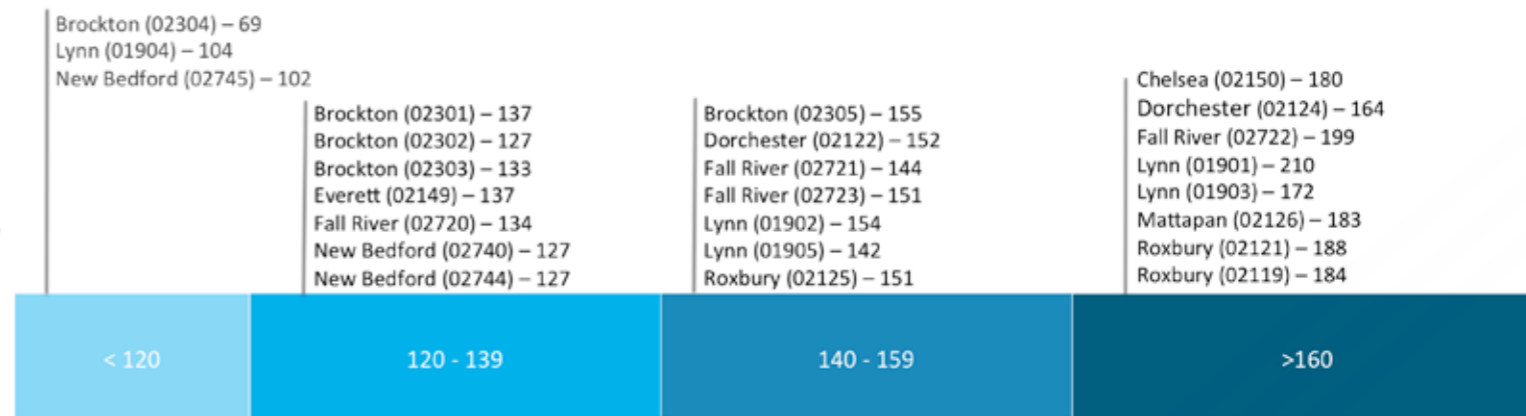 Brockton (02304) – 69
Lynn (01904) – 104
New Bedford (02745) – 102
Brockton (02301) – 137
Brockton (02302) – 127
Brockton (02303) – 133
Everett (02149) – 137
Fall River (02720) – 134
New Bedford (02740) – 127
New Bedford (02744) – 127
Brockton (02305) – 155
Dorchester (02122) – 152
Fall River (02721) – 144
Fall River (02723) – 151
Lynn (01902) – 154
Lynn (01905) – 142
Roxbury (02125) – 151
Chelsea (02150) – 180
Dorchester (02124) – 164
Fall River (02722) – 199
Lynn (01901) – 210
Lynn (01903) – 172
Mattapan (02126) – 183
Roxbury (02121) – 188
Roxbury (02119) – 184
< 120
120 - 139
140 - 159
>160